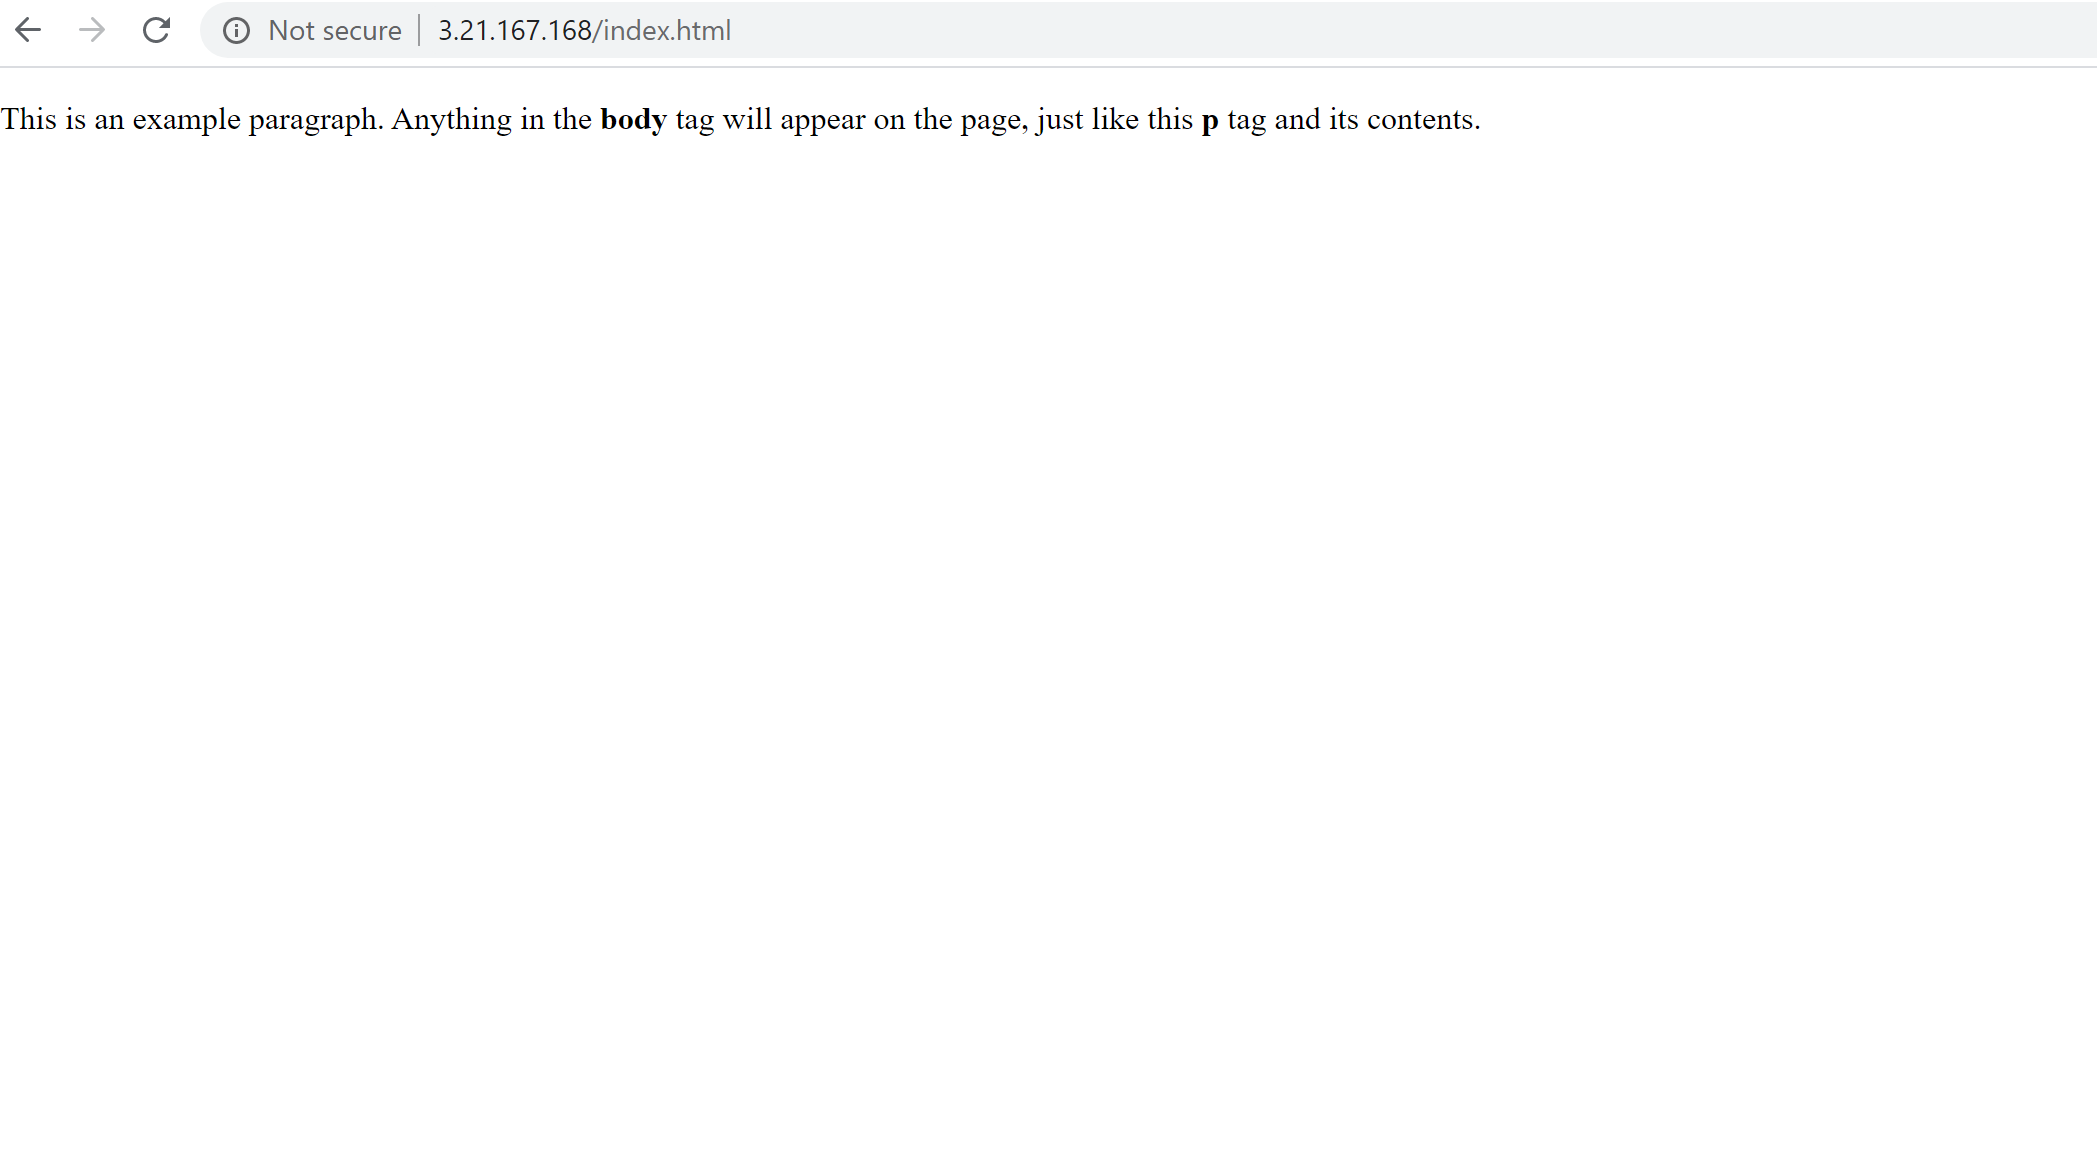 Not secure | 3.21.167.168/index.html
This is an example paragraph. Anything in the body tag will appear on the page, just like this p tag and its contents.